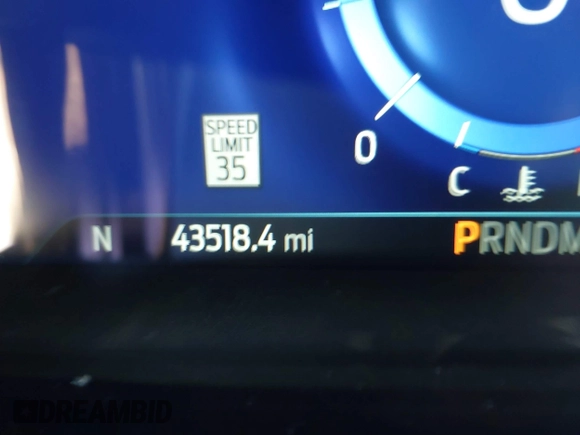 SPEED
LIMIT
35
0
C
N 43518.4 mi PRNDM
DREAMBID